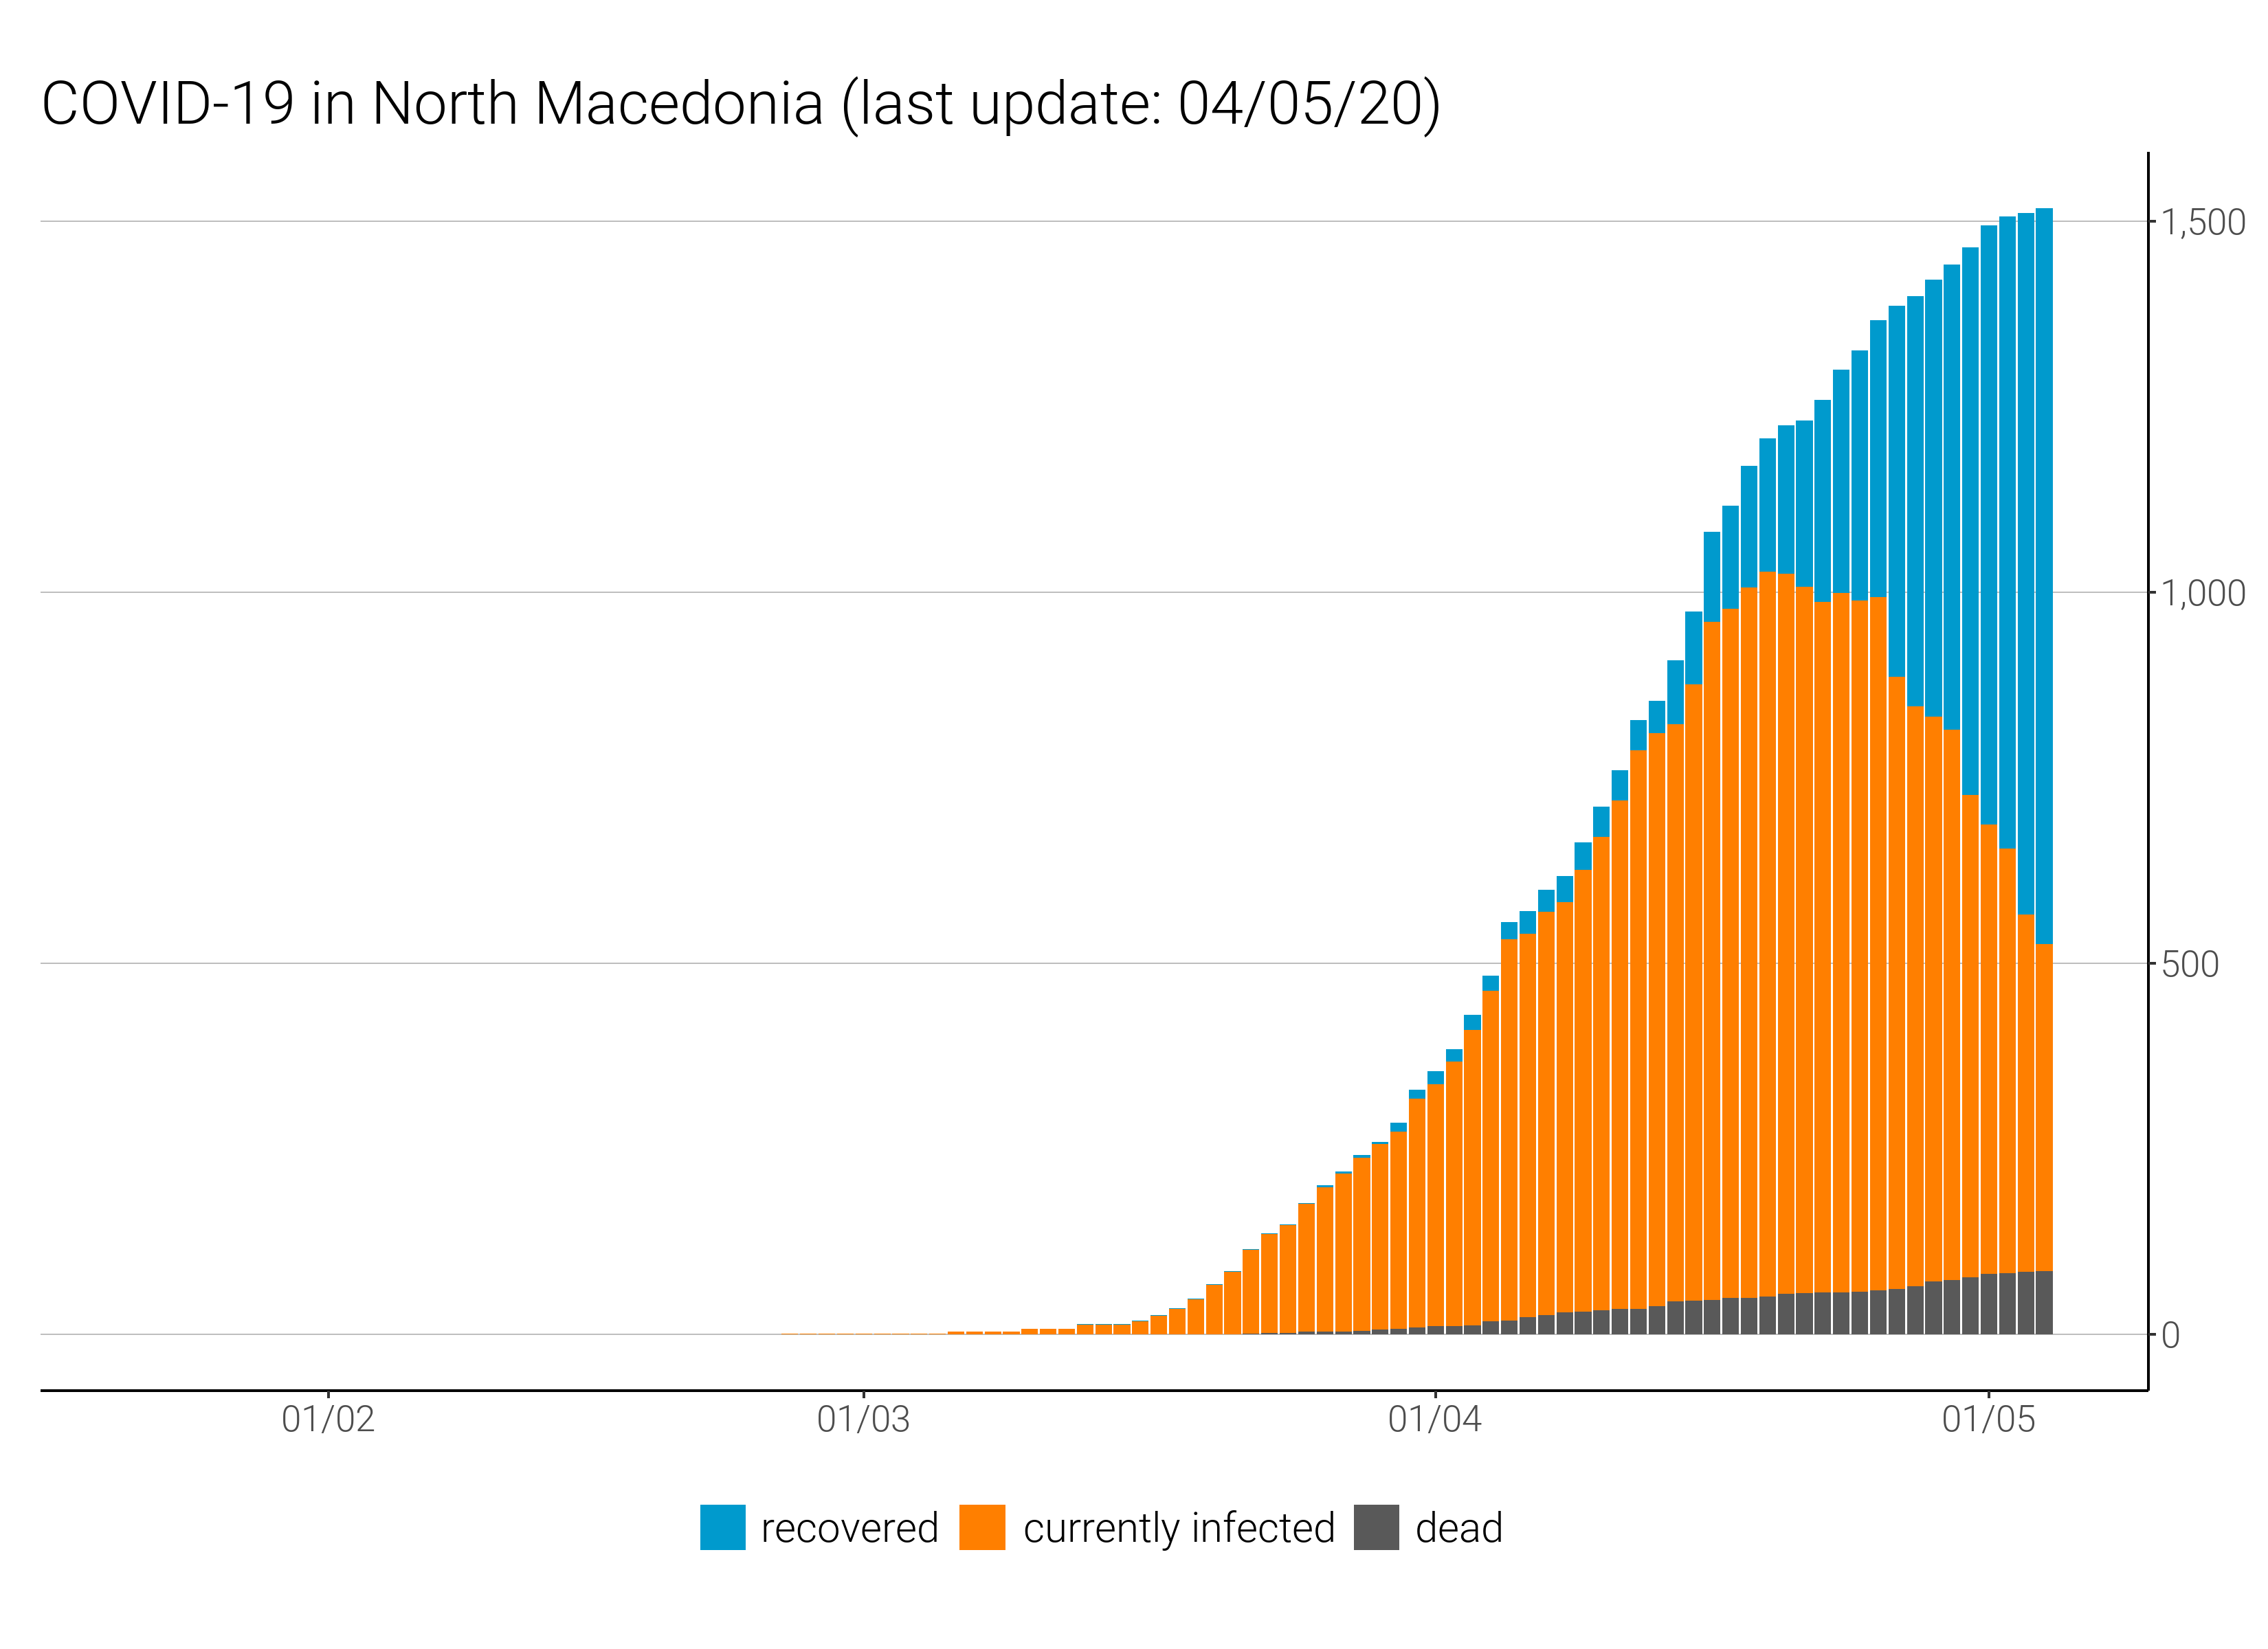 COVID-19 in North Macedonia (last update: 04/05/20)
1,500
1,000
500
0
01/02 01/03 01/04 01/05
recovered currently infected dead